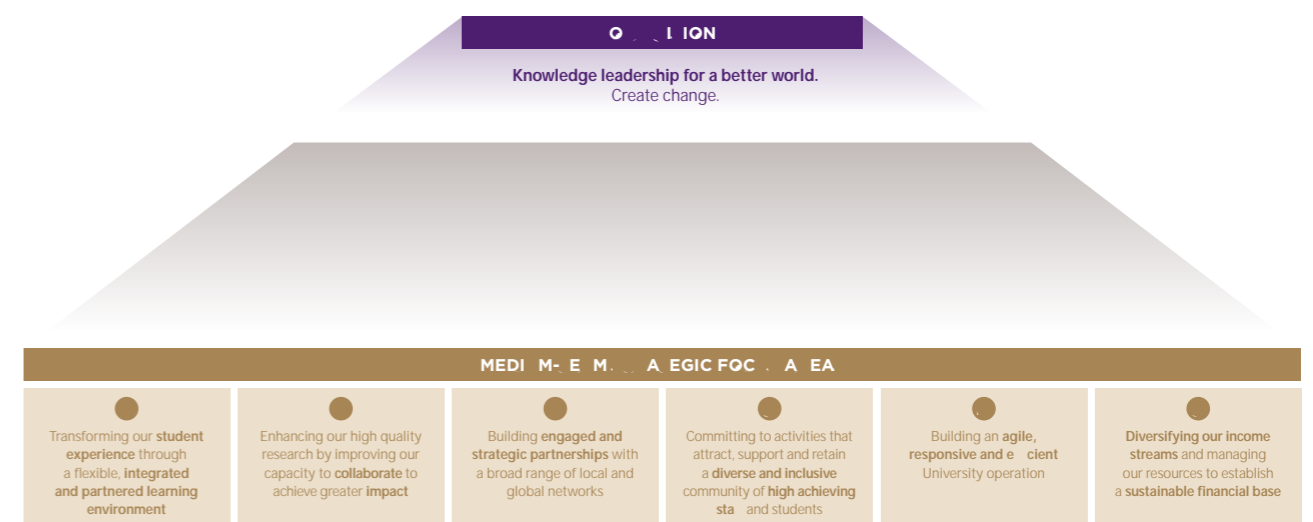 Knowledge leadership for a better world.
Create change.
Transforming our student
experience through
a flexible, integrated
and partnered learning
environment
Enhancing our high quality
research by improving our
capacity to collaborate to
achieve greater impact
Building engaged and
strategic partnerships with
a broad range of local and
global networks
Committing to activities that
attract, support and retain
a diverse and inclusive
community of high achieving
and students
Building an agile,
responsive and
University operation
Diversifying our income
streams and managing
our resources to establish
a sustainable financial base